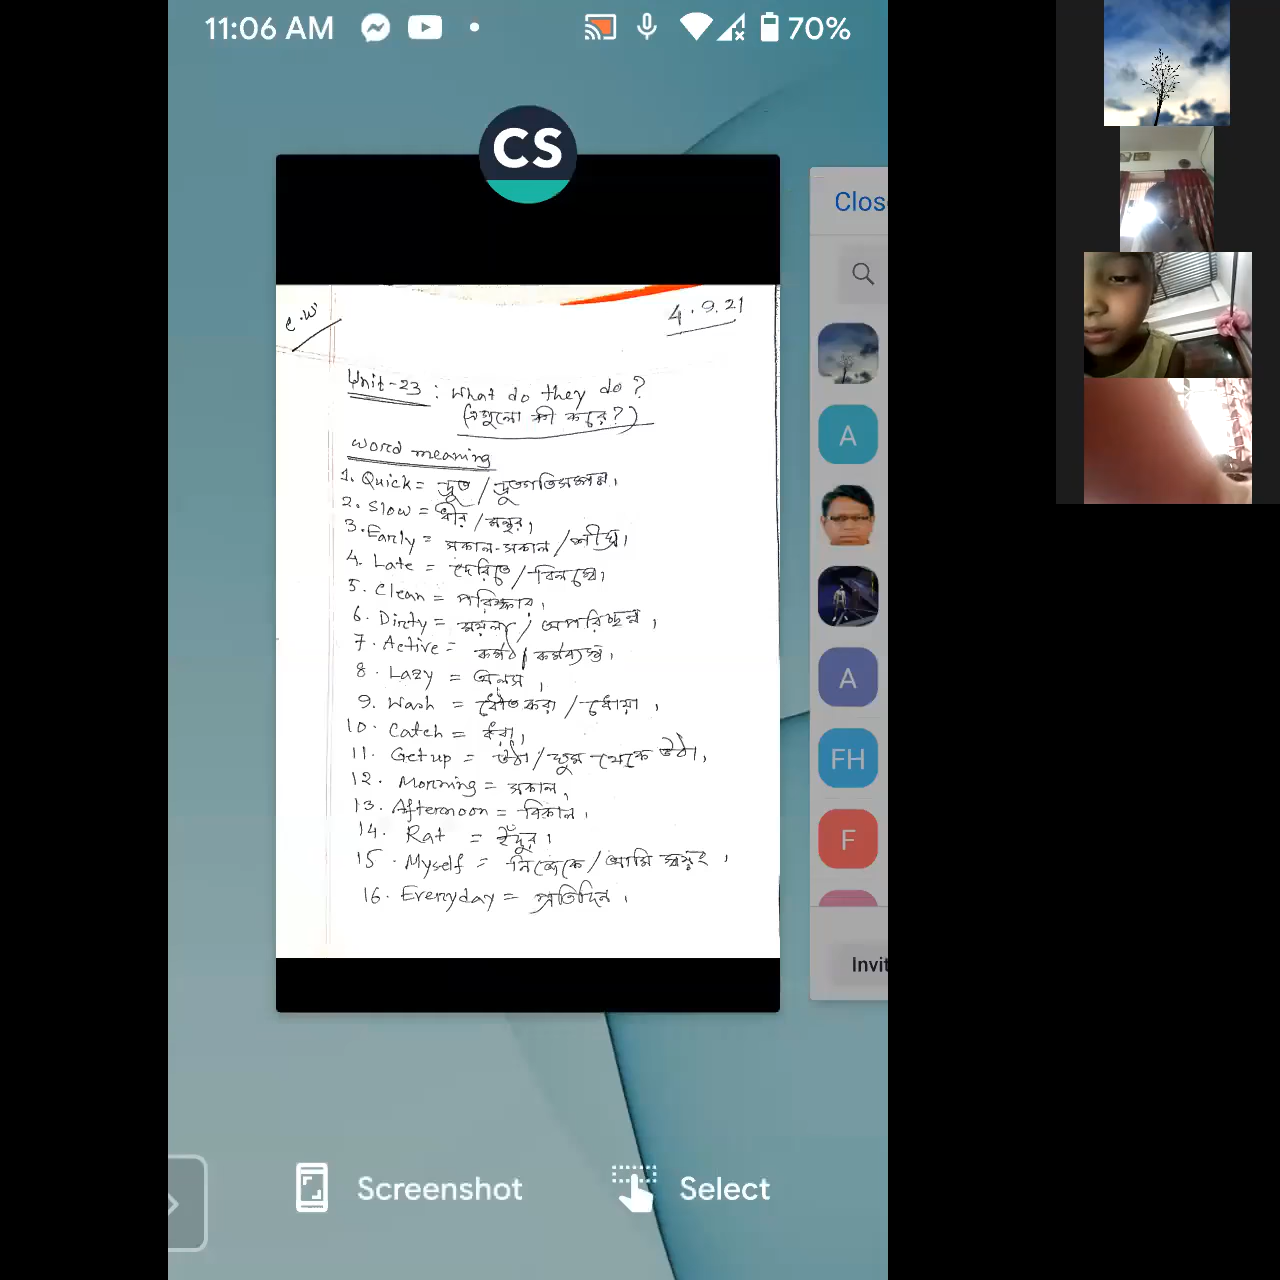 11:06 AM
70%
CS
Clos
C.W
4.9.21
Unit-23 : What do they do?
(এগুলো কী করে?)
Word meaning
1. Quick = দ্রুত / দ্রুতগতিসম্পন্ন।
2. Slow = ধীর / মন্থর,
3. Early = সকাল-সকাল / শীঘ্র।
4. Late = দেরিতে / বিলম্বে।
5. Clean = পরিষ্কার,
6. Dirty = ময়লা / অপরিচ্ছন্ন,
7. Active = কর্মঠ / কর্মব্যস্ত।
8. Lazy = অলস,
9. Wash = ধৌত করা / ধোয়া,
10. Catch = ধরা,
11. Get up = উঠা / ঘুম থেকে উঠা,
12. Morning = সকাল,
13. Afternoon = বিকাল।
14. Rat = ইঁদুর।
15. Myself = নিজেকে / আমি স্বয়ং,
16. Everyday = প্রতিদিন।
A
A
FH
F
Invit
Screenshot
Select